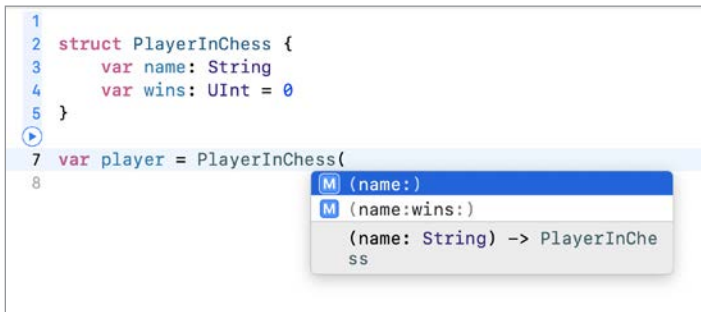 1
2 struct PlayerInChess {
3 var name: String
4 var wins: UInt = 0
5 }
7 var player = PlayerInChess(
8
M (name:)
M (name:wins:)
(name: String) -> PlayerInChe
ss